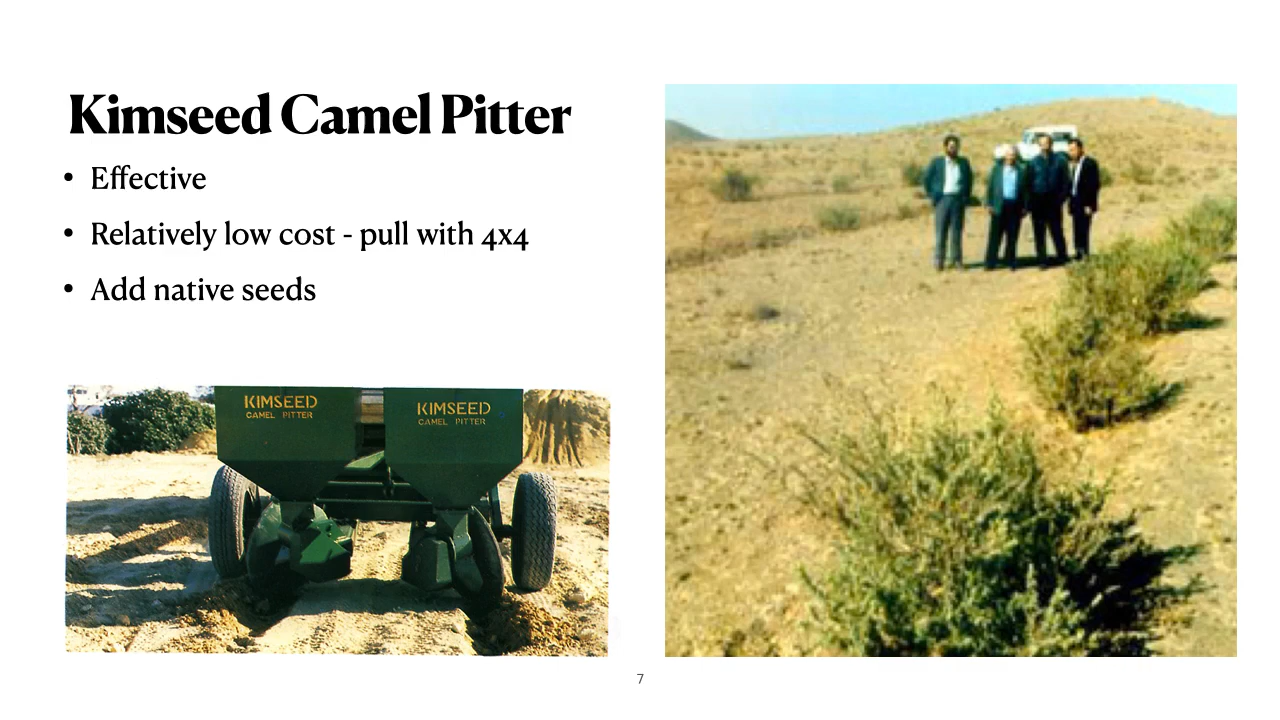 Kimseed Camel Pitter
• Effective
• Relatively low cost - pull with 4x4
• Add native seeds
KIMSEED
CAMEL PITTER
KIMSEED
CAMEL PITTER
7